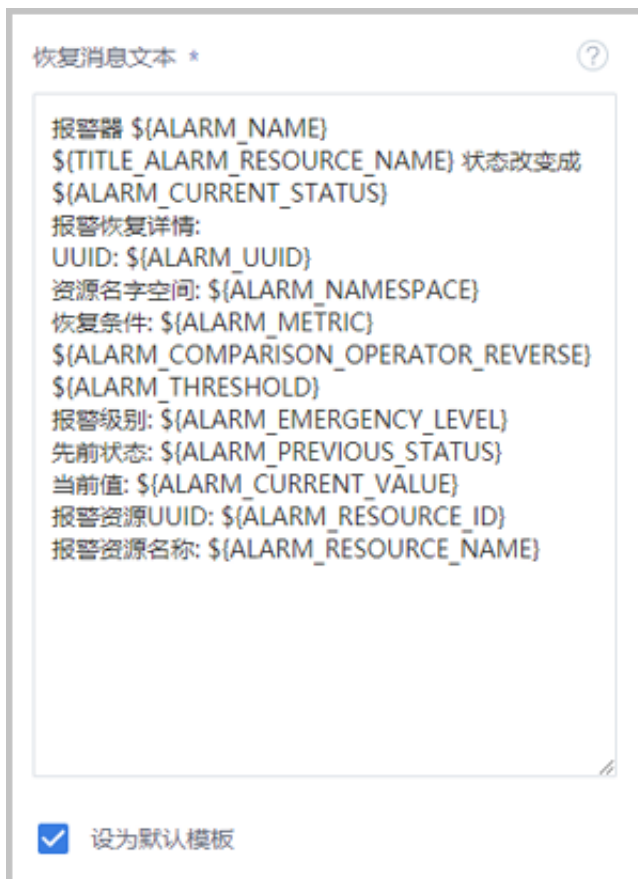 恢复消息文本 *
?
报警器 ${ALARM_NAME}
${TITLE_ALARM_RESOURCE_NAME} 状态改变成
${ALARM_CURRENT_STATUS}
报警恢复详情:
UUID: ${ALARM_UUID}
资源名字空间: ${ALARM_NAMESPACE}
恢复条件: ${ALARM_METRIC}
${ALARM_COMPARISON_OPERATOR_REVERSE}
${ALARM_THRESHOLD}
报警级别: ${ALARM_EMERGENCY_LEVEL}
先前状态: ${ALARM_PREVIOUS_STATUS}
当前值: ${ALARM_CURRENT_VALUE}
报警资源UUID: ${ALARM_RESOURCE_ID}
报警资源名称: ${ALARM_RESOURCE_NAME}
设为默认模板